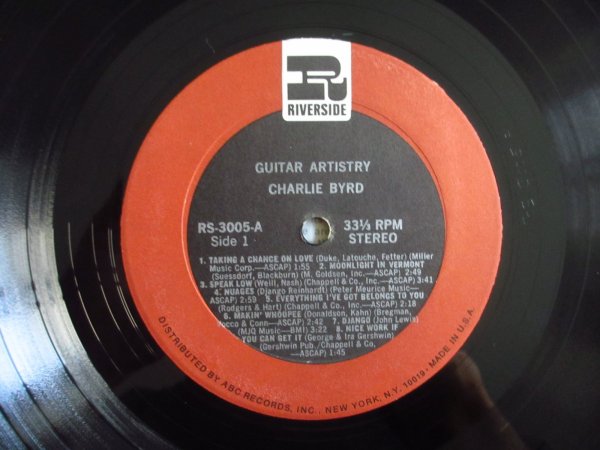 R
RIVERSIDE
GUITAR ARTISTRY
CHARLIE BYRD
RS-3005-A
Side 1
33⅓ RPM
STEREO
1. TAKING A CHANCE ON LOVE (Duke, Latouche, Fetter) (Miller
Music Corp.—ASCAP) 1:55 2. MOONLIGHT IN VERMONT
(Suessdorf, Blackburn) (M. Goldsen, Inc.—ASCAP) 2:49
3. SPEAK LOW (Weill, Nash) (Chappell & Co., Inc.—ASCAP) 3:41
4. NUAGES (Django Reinhardt) (Peter Meurice Music—
ASCAP) 2:59 5. EVERYTHING I'VE GOT BELONGS TO YOU
(Rodgers & Hart) (Chappell & Co., Inc.—ASCAP) 2:18
6. MAKIN' WHOOPEE (Donaldson, Kahn) (Bregman,
Vocco & Conn—ASCAP) 2:42 7. DJANGO (John Lewis)
(MJQ Music—BMI) 3:22 8. NICE WORK IF
YOU CAN GET IT (George & Ira Gershwin)
(Gershwin Pub./Chappell & Co.
ASCAP) 1:45
DISTRIBUTED BY ABC RECORDS, INC., NEW YORK, N.Y. 10019 • MADE IN U.S.A.